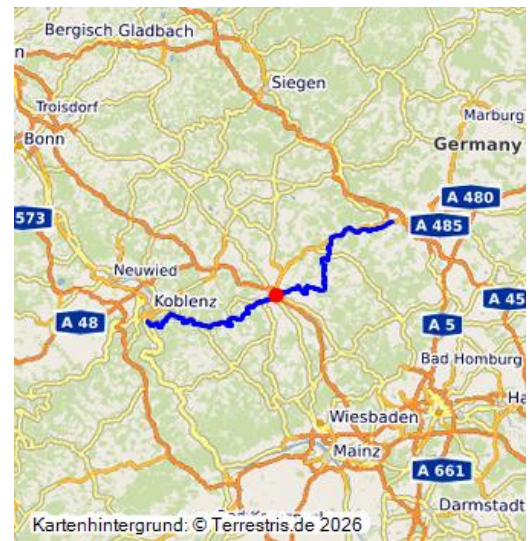 Bergisch Gladbach
n
Siegen
Troisdorf
Marburg
Bonn
Germany
A 480
573
A 485
Neuwied
Koblenz
A 48
A 45
A 5
Bad Homburg
Ha
Wiesbaden
Mainz
A 661
Darmstadt
Kartenhintergrund: © Terrestris.de 2026